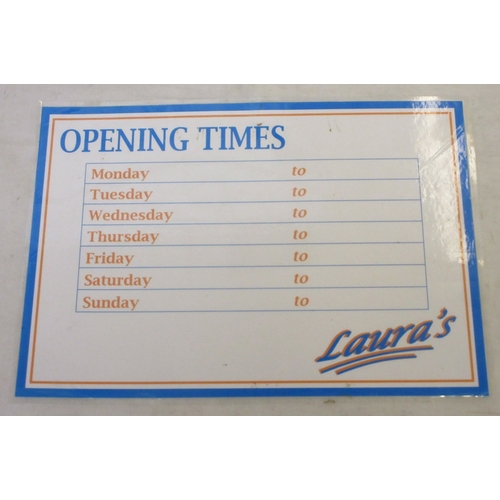 OPENING TIMES
Monday to
Tuesday to
Wednesday to
Thursday to
Friday to
Saturday to
Sunday to
Laura's